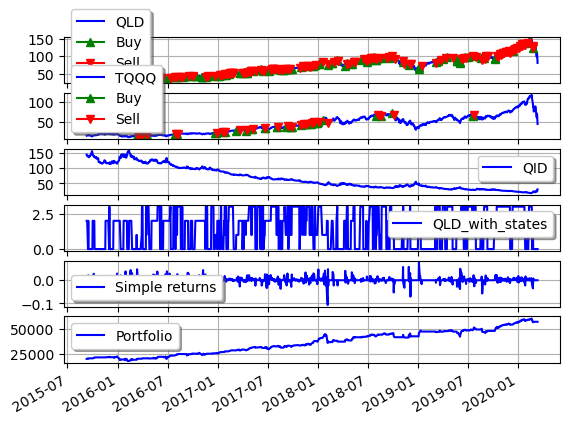 QLD
Buy
Sell
150
100
50
TQQQ
Buy
Sell
100
50
150
100
50
QID
2.5
0.0
QLD_with_states
0.0
−0.1
Simple returns
50000
25000
Portfolio
2015-07
2016-01
2016-07
2017-01
2017-07
2018-01
2018-07
2019-01
2019-07
2020-01